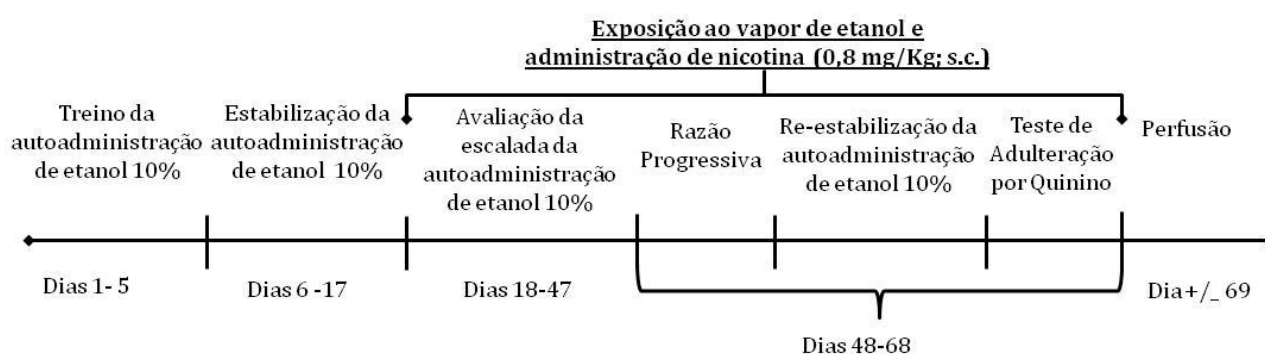 Exposição ao vapor de etanol e
administração de nicotina (0,8 mg/Kg; s.c.)
Treino da
autoadministração
de etanol 10%
Estabilização da
autoadministração
de etanol 10%
Avaliação da
escalada da
autoadministração
de etanol 10%
Razão
Progressiva
Re-estabilização da
autoadministração
de etanol 10%
Teste de
Adulteração
por Quinino
Perfusão
Dias 1- 5
Dias 6 -17
Dias 18-47
Dias 48-68
Dia+/_ 69